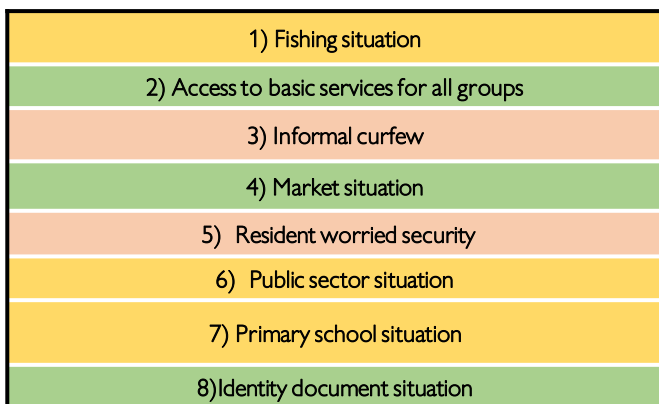 1) Fishing situation
2) Access to basic services for all groups
3) Informal curfew
4) Market situation
5) Resident worried security
6) Public sector situation
7) Primary school situation
8)Identity document situation